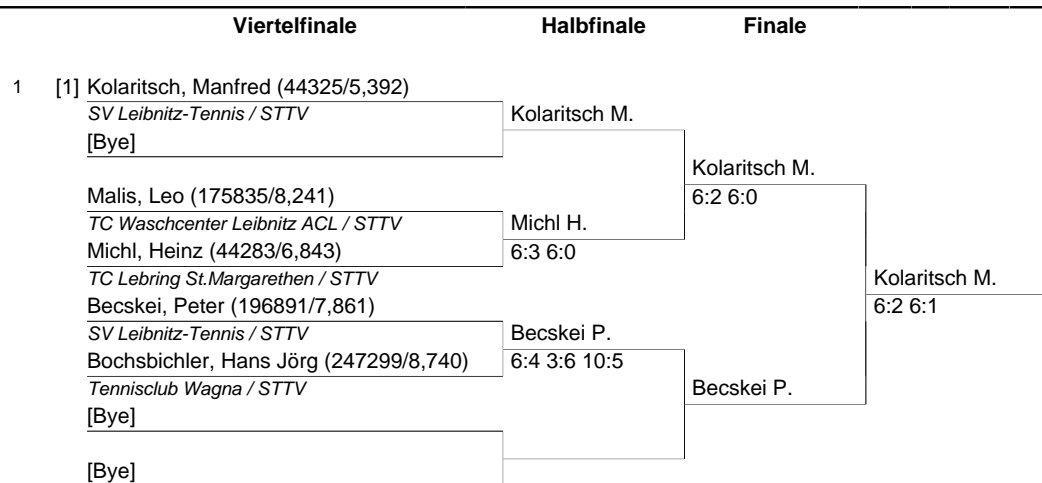 Viertelfinale Halbfinale Finale
1 [1] Kolaritsch, Manfred (44325/5,392)
SV Leibnitz-Tennis / STTV Kolaritsch M.
[Bye]
Kolaritsch M.
Malis, Leo (175835/8,241) 6:2 6:0
TC Waschcenter Leibnitz ACL / STTV Michl H.
Michl, Heinz (44283/6,843) 6:3 6:0
TC Lebring St.Margarethen / STTV Kolaritsch M.
Becskei, Peter (196891/7,861) 6:2 6:1
SV Leibnitz-Tennis / STTV Becskei P.
Bochsbichler, Hans Jörg (247299/8,740) 6:4 3:6 10:5
Tennisclub Wagna / STTV Becskei P.
[Bye]
[Bye]